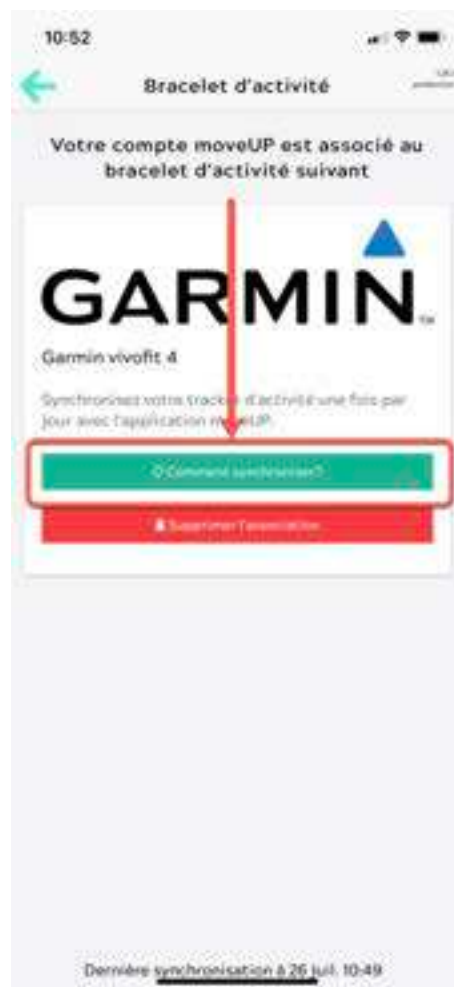 10:52
Bracelet d'activité
Votre compte moveUP est associé au
bracelet d'activité suivant
GARMIN
Garmin vivofit 4
Synchronisez votre tracker d'activité une fois par
jour avec l'application moveUP.
Comment synchroniser?
Supprimer l'association
Dernière synchronisation à 26 juil. 10:49